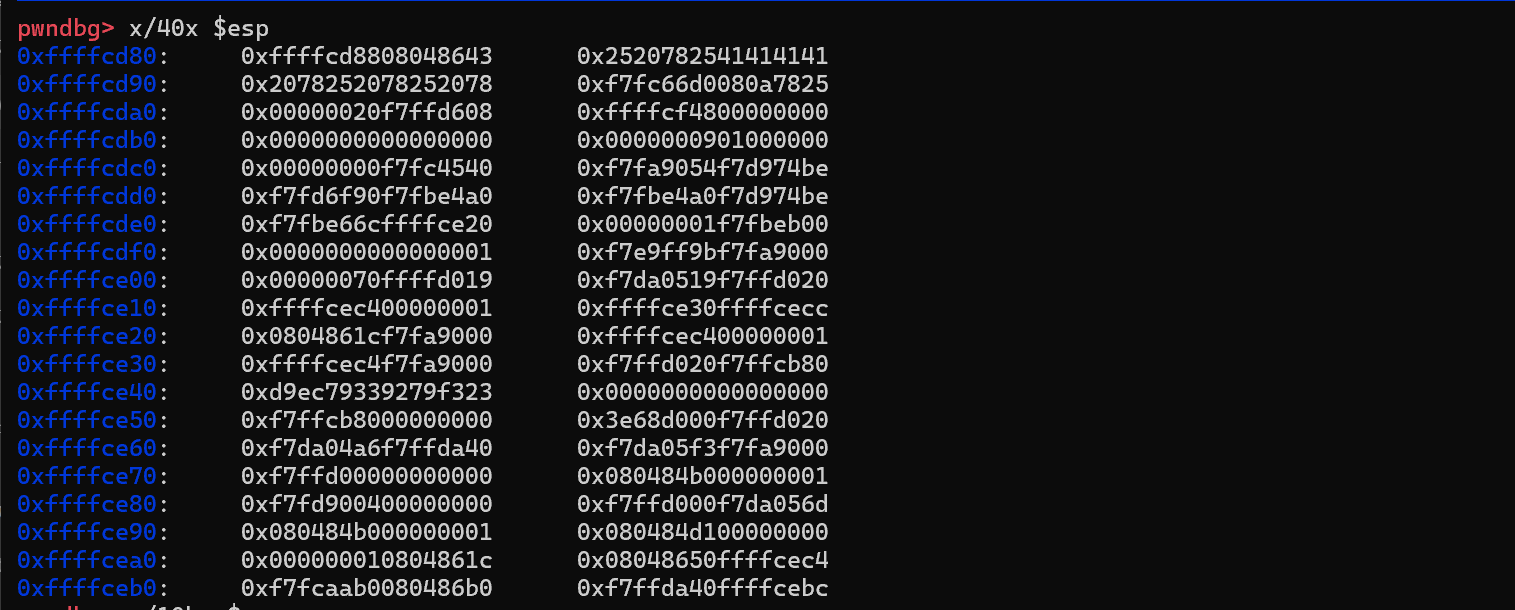 pwndbg> x/40x $esp
0xffffcd80: 0xffffcd8808048643 0x2520782541414141
0xffffcd90: 0x2078252078252078 0xf7fc66d0080a7825
0xffffcda0: 0x00000020f7ffd608 0xffffcf4800000000
0xffffcdb0: 0x0000000000000000 0x0000000901000000
0xffffcdc0: 0x00000000f7fc4540 0xf7fa9054f7d974be
0xffffcdd0: 0xf7fd6f90f7fbe4a0 0xf7fbe4a0f7d974be
0xffffcde0: 0xf7fbe66cffffce20 0x00000001f7fbeb00
0xffffcdf0: 0x0000000000000001 0xf7e9ff9bf7fa9000
0xffffce00: 0x00000070ffffd019 0xf7da0519f7ffd020
0xffffce10: 0xffffcec400000001 0xffffce30ffffcecc
0xffffce20: 0x0804861cf7fa9000 0xffffcec400000001
0xffffce30: 0xffffcec4f7fa9000 0xf7ffd020f7ffcb80
0xffffce40: 0xd9ec79339279f323 0x0000000000000000
0xffffce50: 0xf7ffcb8000000000 0x3e68d000f7ffd020
0xffffce60: 0xf7da04a6f7ffda40 0xf7da05f3f7fa9000
0xffffce70: 0xf7ffd00000000000 0x080484b000000001
0xffffce80: 0xf7fd900400000000 0xf7ffd000f7da056d
0xffffce90: 0x080484b000000001 0x080484d100000000
0xffffcea0: 0x000000010804861c 0x08048650ffffcec4
0xffffceb0: 0xf7fcaab0080486b0 0xf7ffda40ffffcebc